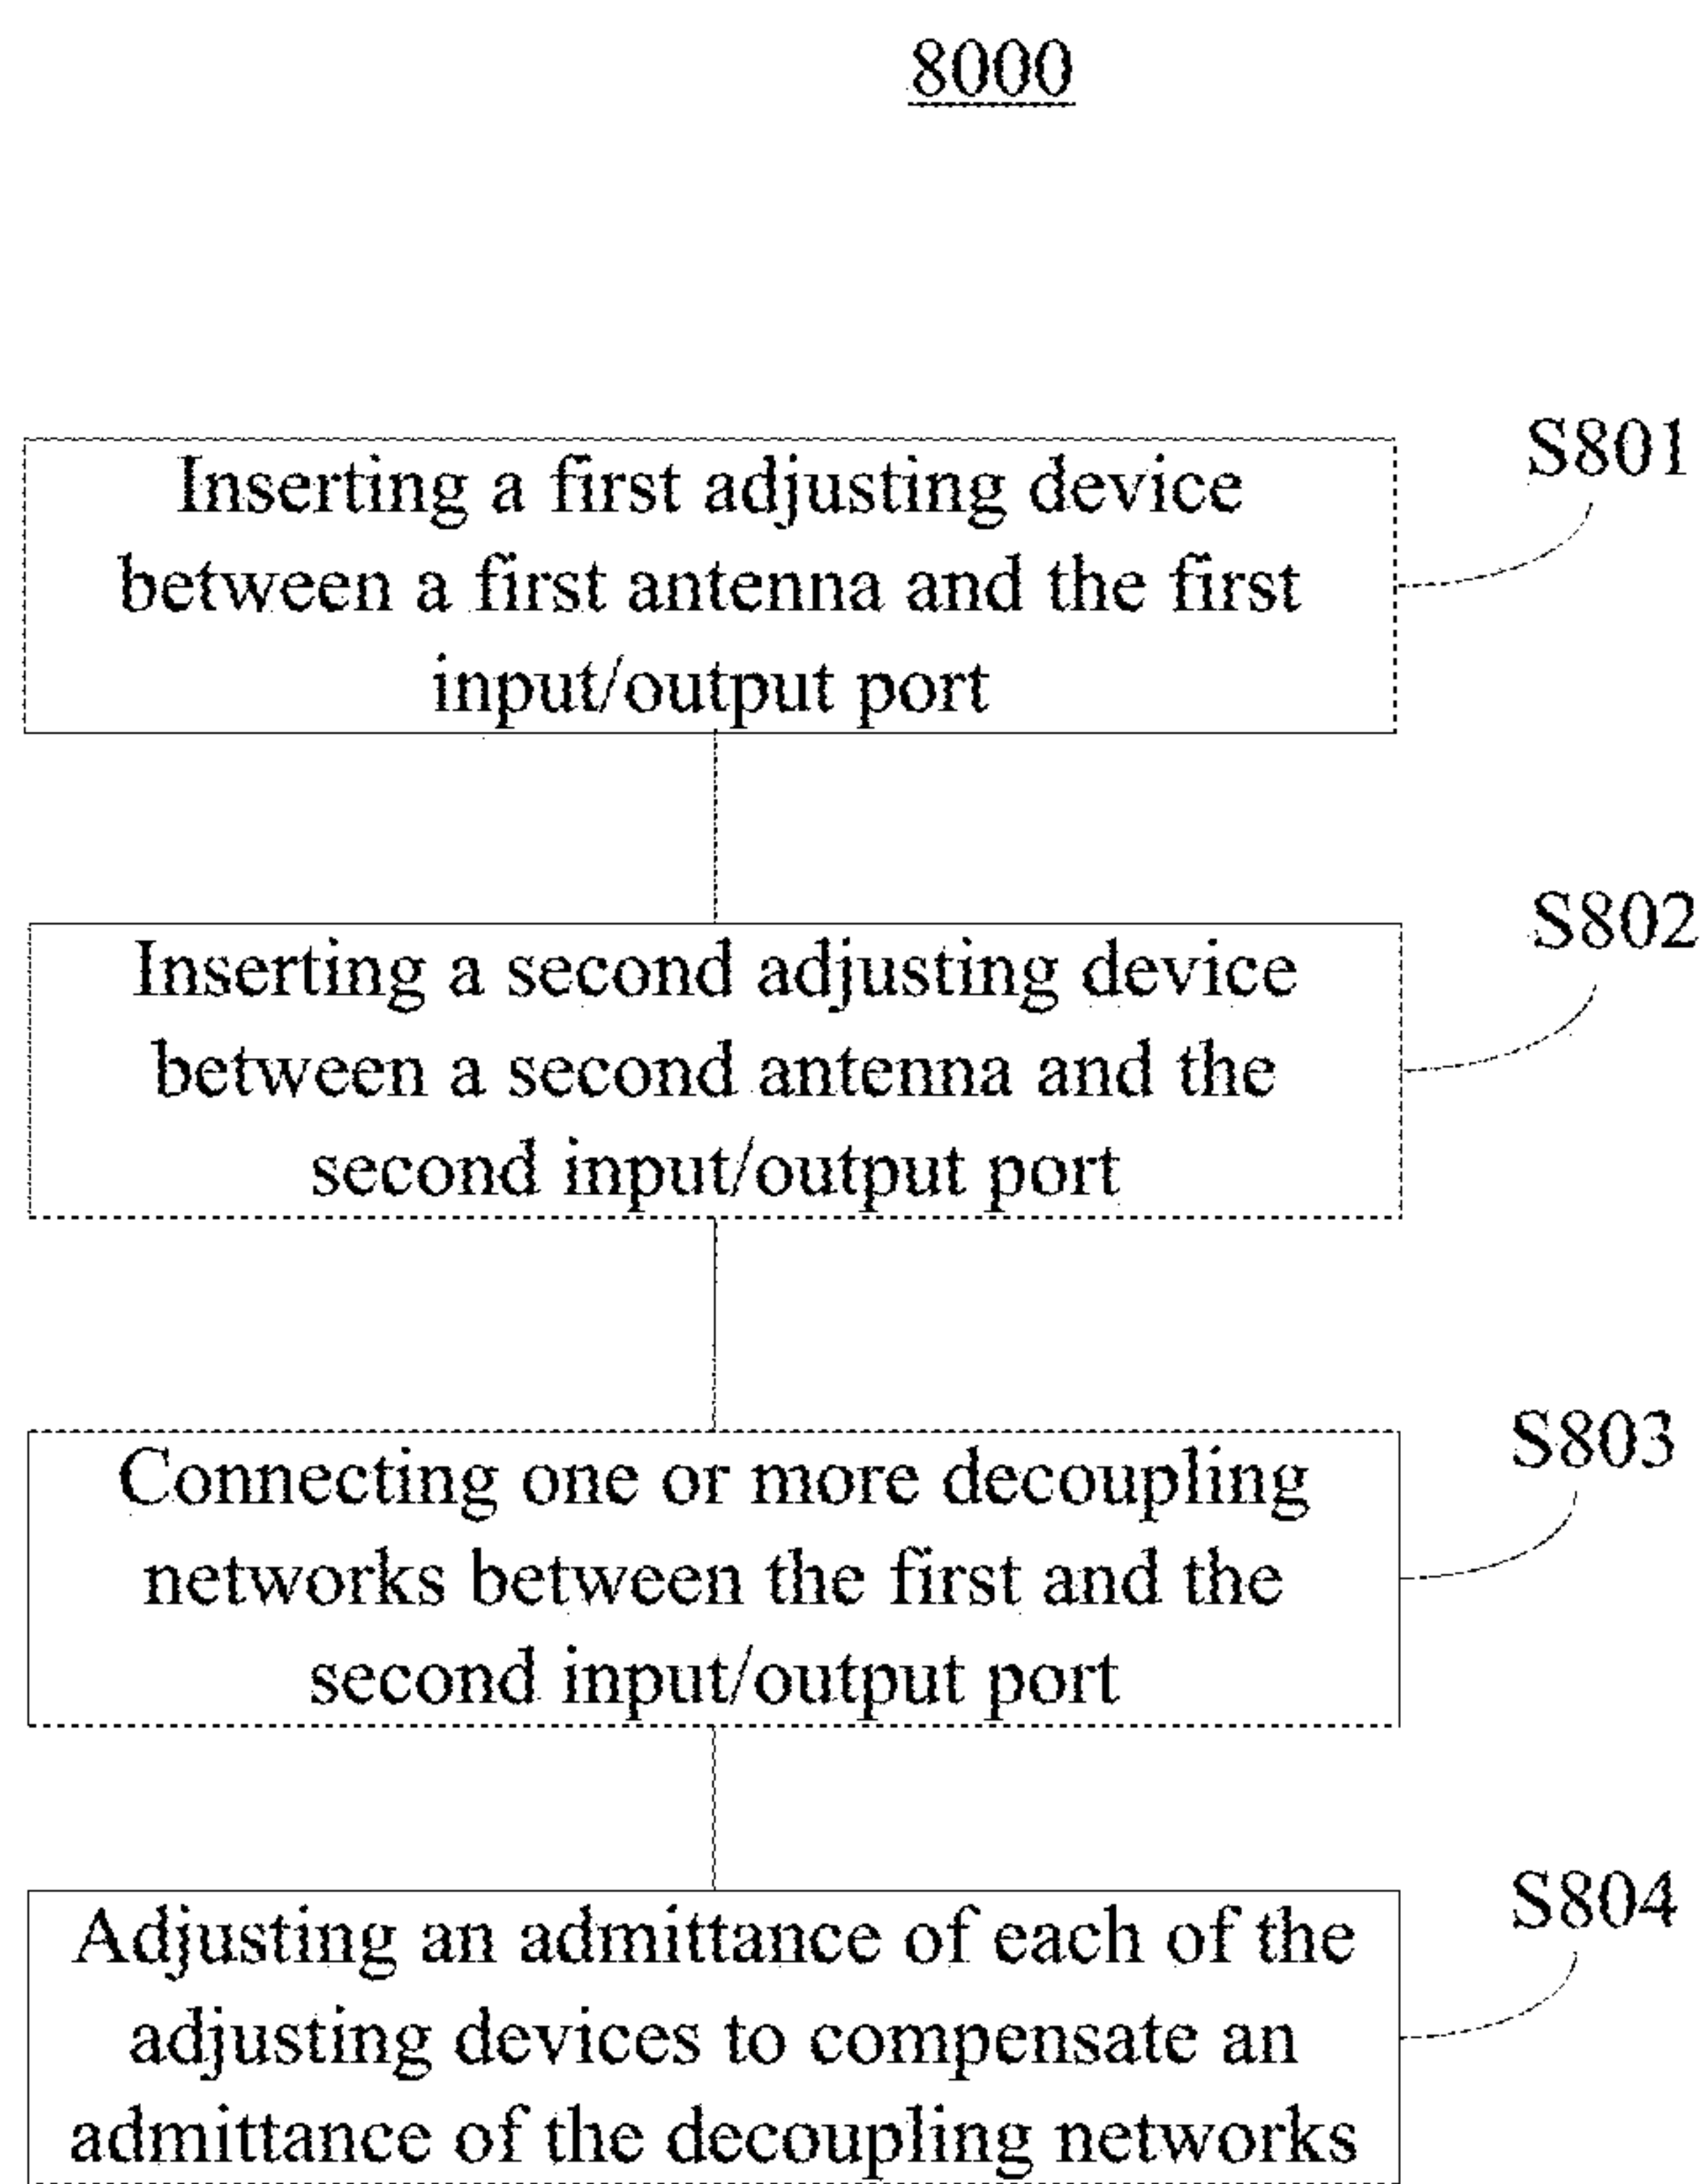 8000
S801
Inserting a first adjusting device
between a first antenna and the first
input/output port
S802
Inserting a second adjusting device
between a second antenna and the
second input/output port
S803
Connecting one or more decoupling
networks between the first and the
second input/output port
S804
Adjusting an admittance of each of the
adjusting devices to compensate an
admittance of the decoupling networks